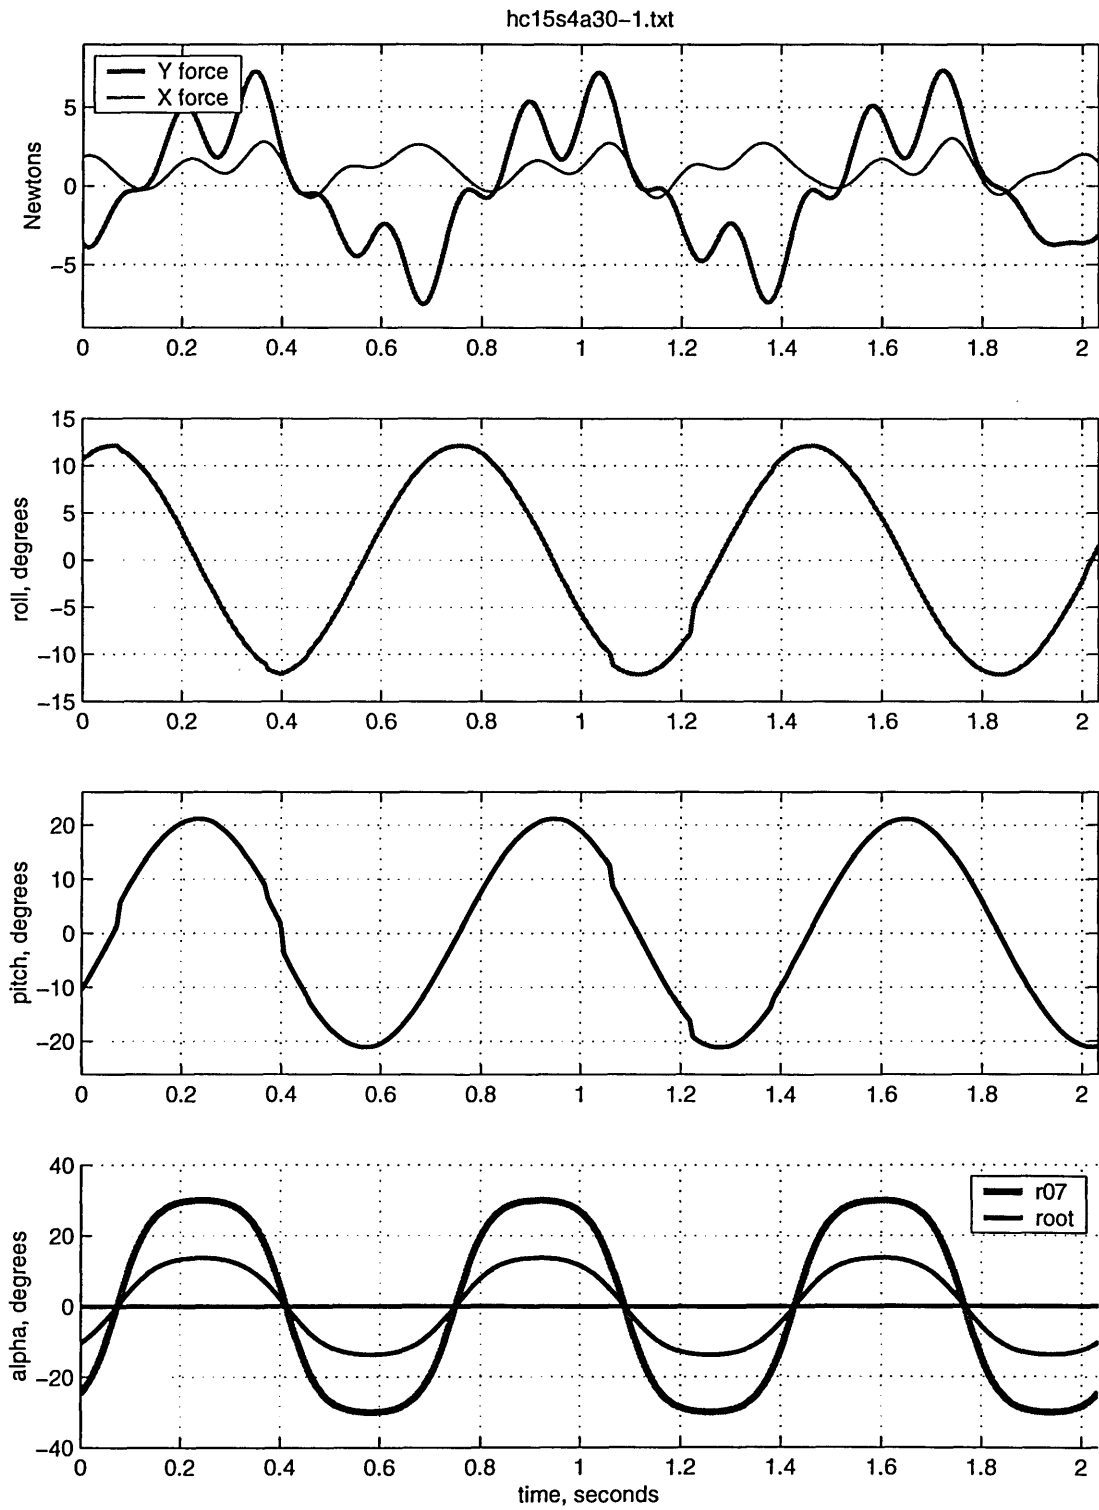 hc15s4a30-1.txt
Y force
X force
Newtons
5
0
−5
0 0.2 0.4 0.6 0.8 1 1.2 1.4 1.6 1.8 2
roll, degrees
15
10
5
0
−5
−10
−15
0 0.2 0.4 0.6 0.8 1 1.2 1.4 1.6 1.8 2
pitch, degrees
20
10
0
−10
−20
0 0.2 0.4 0.6 0.8 1 1.2 1.4 1.6 1.8 2
alpha, degrees
40
20
0
−20
−40
r07
root
0 0.2 0.4 0.6 0.8 1 1.2 1.4 1.6 1.8 2
time, seconds